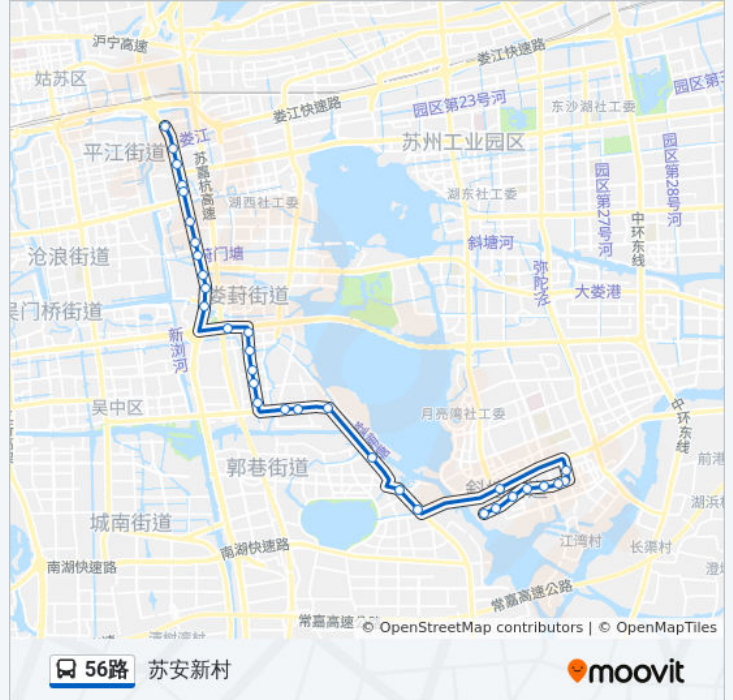 沪宁高速
娄江快速路
姑苏区
园区第
娄江快速路
园区第23号河
东沙湖社工委
娄江
苏州工业园区
平江街道
苏嘉杭高速
园区第27号河
园区第28号河
湖西社工委
湖东社工委
中环东线
斜塘河
沧浪街道
葑门塘
弥陀泾
娄葑街道
大娄港
吴门桥街道
新浏河
吴中区
月亮湾社工委
中环东线
郭巷街道
前港
城南街道
江湾村
长渠村
湖浜
南湖快速路
南湖快速路
常嘉高速公路
常嘉高速公路
© OpenStreetMap contributors | © OpenMapTiles
56路 苏安新村
moovit